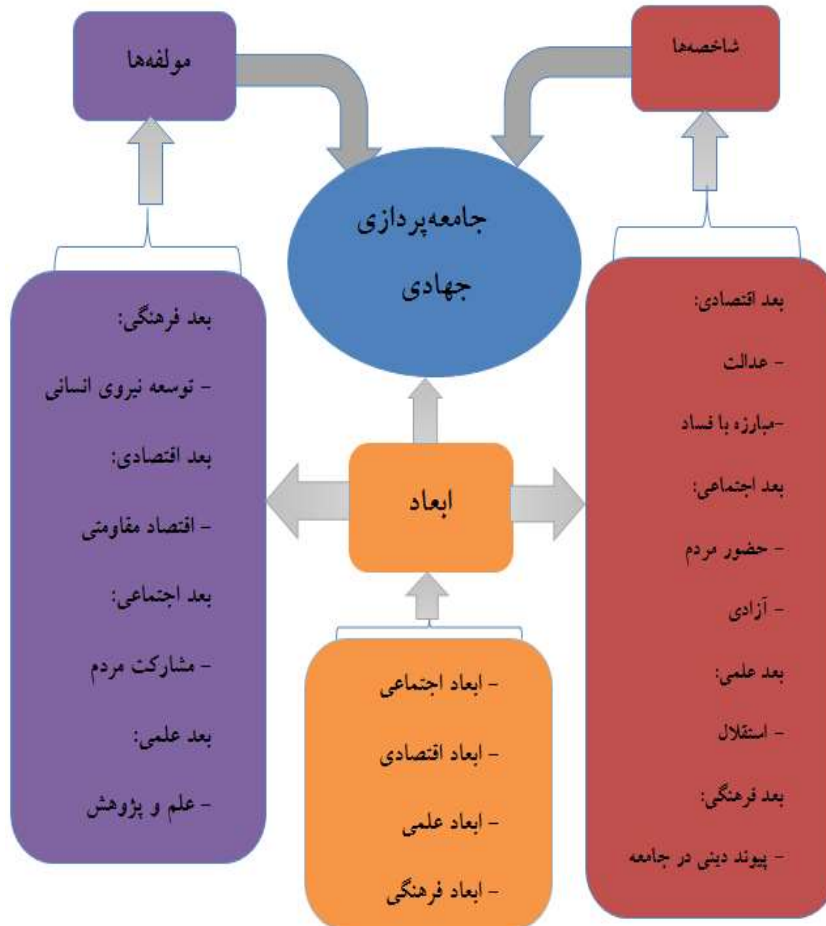 شاخصه‌ها
مولفه‌ها
جامعه‌پردازی
جهادی
بعد اقتصادی:
- عدالت
-مبارزه با فساد
بعد اجتماعی:
- حضور مردم
- آزادی
بعد علمی:
- استقلال
بعد فرهنگی:
- پیوند دینی در جامعه
ابعاد
- ابعاد اجتماعی
- ابعاد اقتصادی
- ابعاد علمی
- ابعاد فرهنگی
بعد فرهنگی:
- توسعه نیروی انسانی
بعد اقتصادی:
- اقتصاد مقاومتی
بعد اجتماعی:
- مشارکت مردم
بعد علمی:
- علم و پژوهش